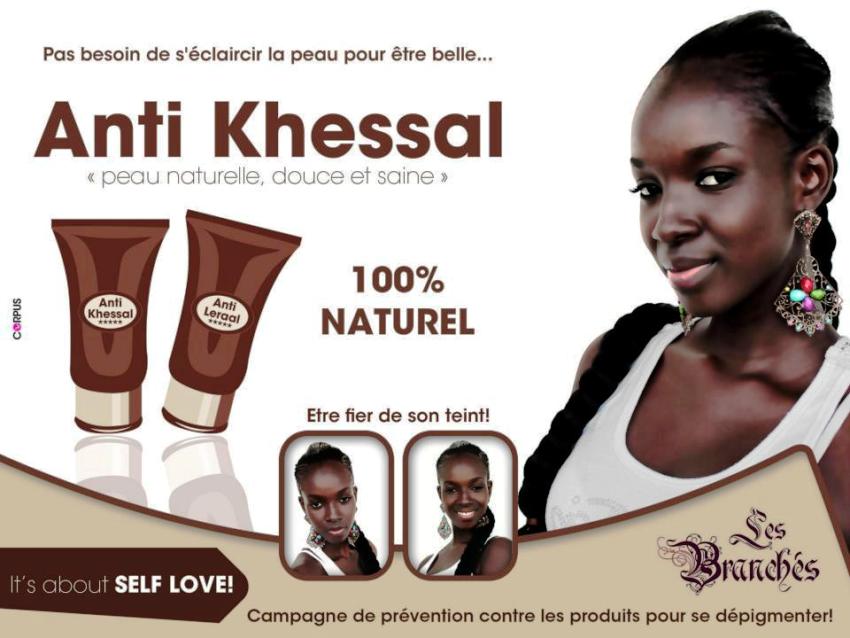 Pas besoin de s'éclaircir la peau pour être belle...
Anti Khessal
« peau naturelle, douce et saine »
Anti
Khessal
*****
Anti
Leraal
*****
100%
NATUREL
CORPUS
Etre fier de son teint!
Les
Branchés
It's about SELF LOVE!
Campagne de prévention contre les produits pour se dépigmenter!